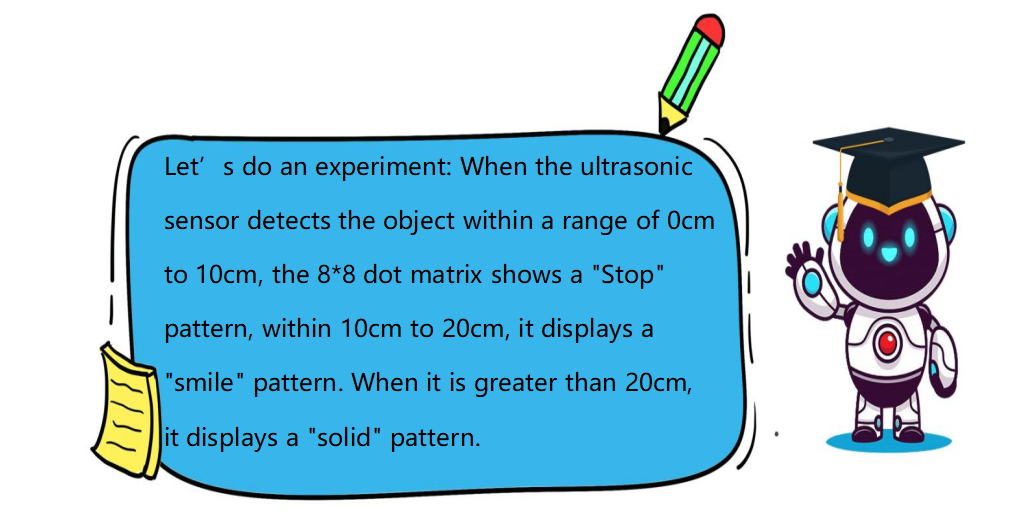 Let’s do an experiment: When the ultrasonic
sensor detects the object within a range of 0cm
to 10cm, the 8*8 dot matrix shows a "Stop"
pattern, within 10cm to 20cm, it displays a
"smile" pattern. When it is greater than 20cm,
it displays a "solid" pattern.